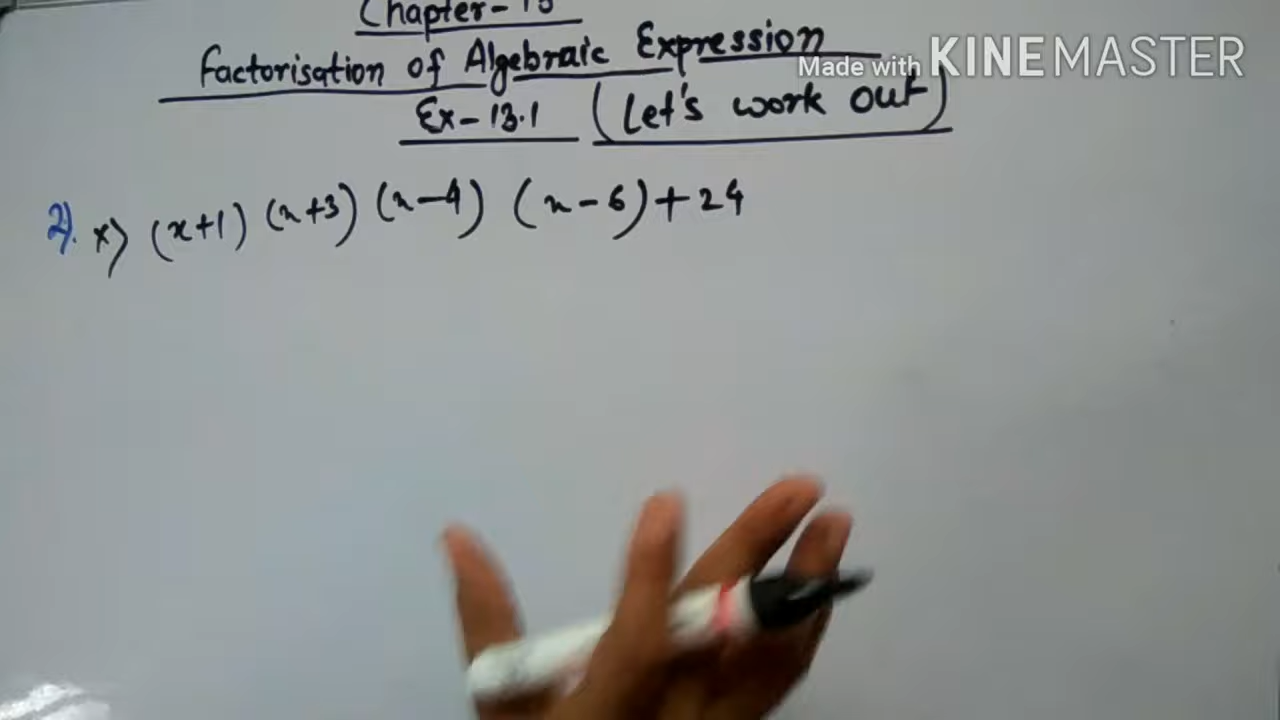 Chapter-13
Factorisation of Algebraic Expression
Made with KINEMASTER
Ex-13.1 (Let's work out)
2). x) (x+1) (x+3) (x-4) (x-6)+24